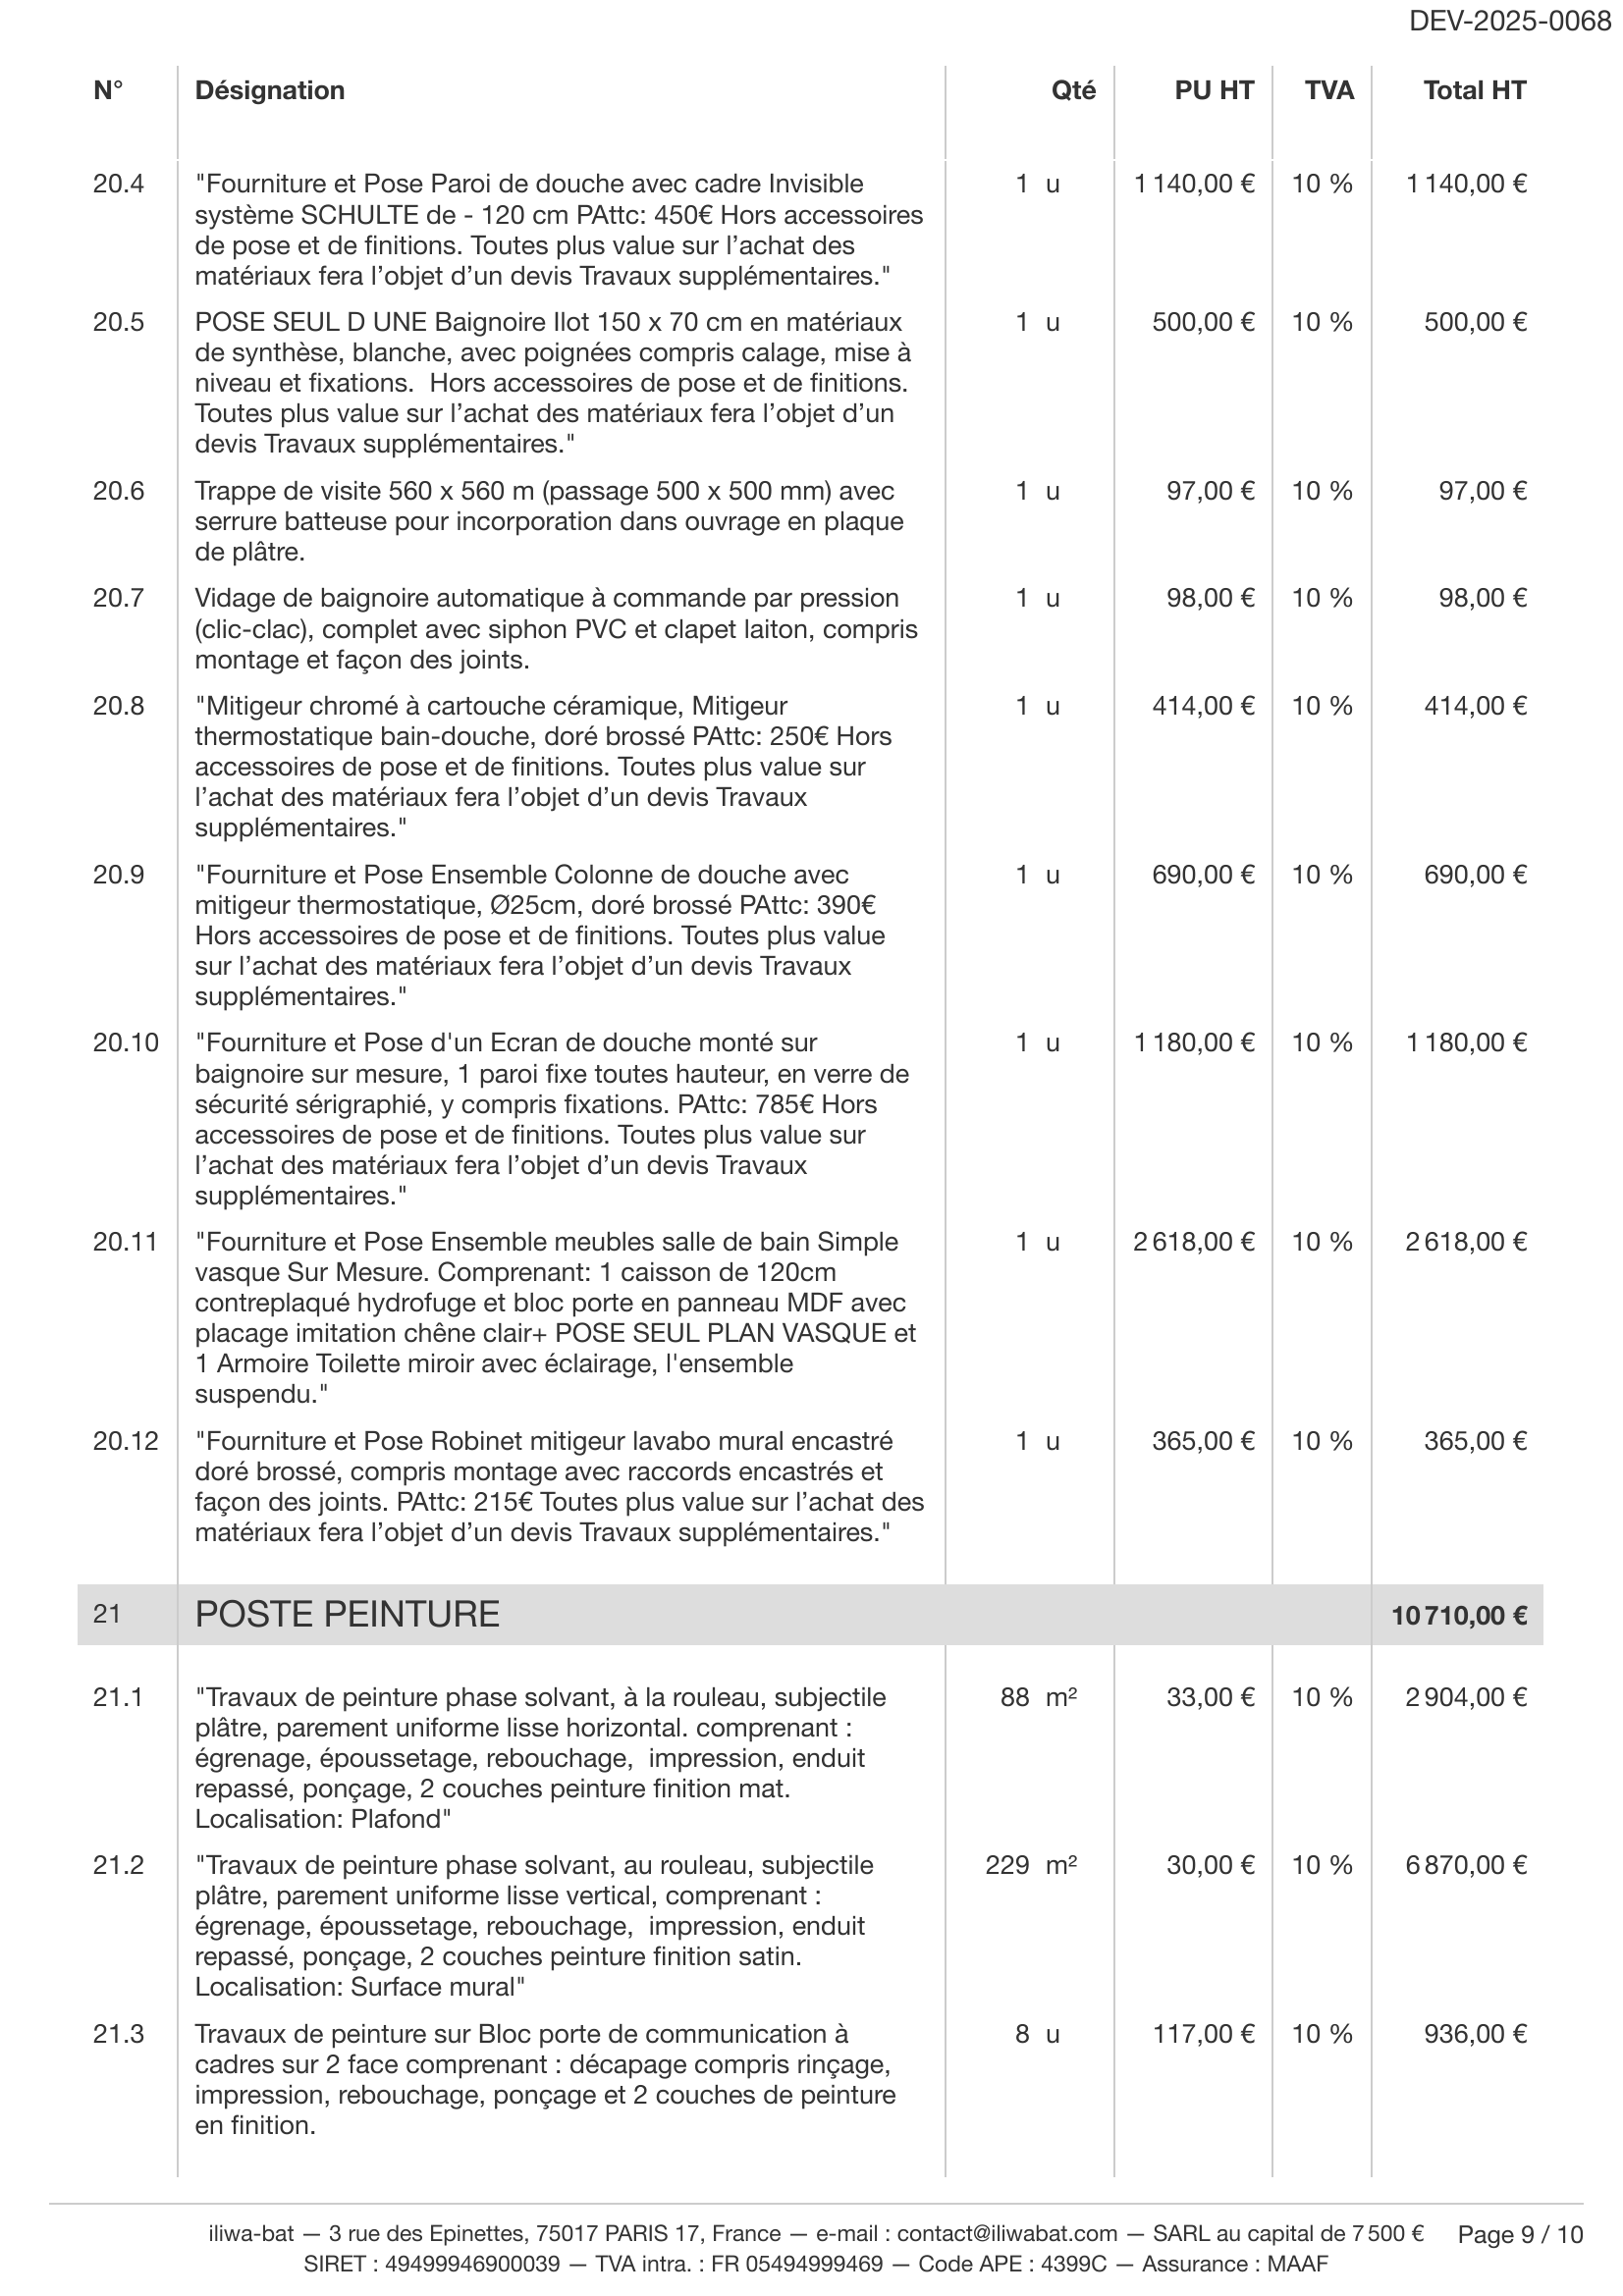 DEV-2025-0068
N° Désignation Qté PU HT TVA Total HT
20.4 "Fourniture et Pose Paroi de douche avec cadre Invisible 1 u 1 140,00 € 10 % 1 140,00 €
système SCHULTE de - 120 cm PAttc: 450€ Hors accessoires
de pose et de finitions. Toutes plus value sur l’achat des
matériaux fera l’objet d’un devis Travaux supplémentaires."
20.5 POSE SEUL D UNE Baignoire Ilot 150 x 70 cm en matériaux 1 u 500,00 € 10 % 500,00 €
de synthèse, blanche, avec poignées compris calage, mise à
niveau et fixations.  Hors accessoires de pose et de finitions.
Toutes plus value sur l’achat des matériaux fera l’objet d’un
devis Travaux supplémentaires."
20.6 Trappe de visite 560 x 560 m (passage 500 x 500 mm) avec 1 u 97,00 € 10 % 97,00 €
serrure batteuse pour incorporation dans ouvrage en plaque
de plâtre.
20.7 Vidage de baignoire automatique à commande par pression 1 u 98,00 € 10 % 98,00 €
(clic-clac), complet avec siphon PVC et clapet laiton, compris
montage et façon des joints.
20.8 "Mitigeur chromé à cartouche céramique, Mitigeur 1 u 414,00 € 10 % 414,00 €
thermostatique bain-douche, doré brossé PAttc: 250€ Hors
accessoires de pose et de finitions. Toutes plus value sur
l’achat des matériaux fera l’objet d’un devis Travaux
supplémentaires."
20.9 "Fourniture et Pose Ensemble Colonne de douche avec 1 u 690,00 € 10 % 690,00 €
mitigeur thermostatique, Ø25cm, doré brossé PAttc: 390€
Hors accessoires de pose et de finitions. Toutes plus value
sur l’achat des matériaux fera l’objet d’un devis Travaux
supplémentaires."
20.10 "Fourniture et Pose d'un Ecran de douche monté sur 1 u 1 180,00 € 10 % 1 180,00 €
baignoire sur mesure, 1 paroi fixe toutes hauteur, en verre de
sécurité sérigraphié, y compris fixations. PAttc: 785€ Hors
accessoires de pose et de finitions. Toutes plus value sur
l’achat des matériaux fera l’objet d’un devis Travaux
supplémentaires."
20.11 "Fourniture et Pose Ensemble meubles salle de bain Simple 1 u 2 618,00 € 10 % 2 618,00 €
vasque Sur Mesure. Comprenant: 1 caisson de 120cm
contreplaqué hydrofuge et bloc porte en panneau MDF avec
placage imitation chêne clair+ POSE SEUL PLAN VASQUE et
1 Armoire Toilette miroir avec éclairage, l'ensemble
suspendu."
20.12 "Fourniture et Pose Robinet mitigeur lavabo mural encastré 1 u 365,00 € 10 % 365,00 €
doré brossé, compris montage avec raccords encastrés et
façon des joints. PAttc: 215€ Toutes plus value sur l’achat des
matériaux fera l’objet d’un devis Travaux supplémentaires."
21 POSTE PEINTURE 10 710,00 €
21.1 "Travaux de peinture phase solvant, à la rouleau, subjectile 88 m² 33,00 € 10 % 2 904,00 €
plâtre, parement uniforme lisse horizontal. comprenant :
égrenage, époussetage, rebouchage,  impression, enduit
repassé, ponçage, 2 couches peinture finition mat.
Localisation: Plafond"
21.2 "Travaux de peinture phase solvant, au rouleau, subjectile 229 m² 30,00 € 10 % 6 870,00 €
plâtre, parement uniforme lisse vertical, comprenant :
égrenage, époussetage, rebouchage,  impression, enduit
repassé, ponçage, 2 couches peinture finition satin.
Localisation: Surface mural"
21.3 Travaux de peinture sur Bloc porte de communication à 8 u 117,00 € 10 % 936,00 €
cadres sur 2 face comprenant : décapage compris rinçage,
impression, rebouchage, ponçage et 2 couches de peinture
en finition.
iliwa-bat — 3 rue des Epinettes, 75017 PARIS 17, France — e-mail : contact@iliwabat.com — SARL au capital de 7 500 € Page 9 / 10
SIRET : 49499946900039 — TVA intra. : FR 05494999469 — Code APE : 4399C — Assurance : MAAF